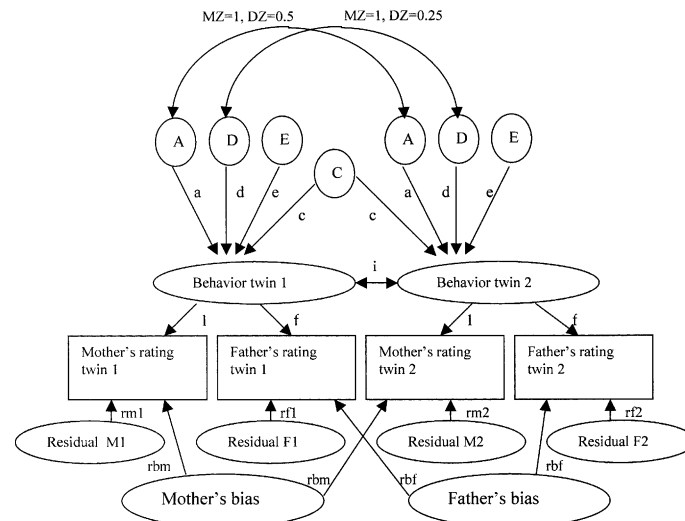 MZ=1, DZ=0.5
MZ=1, DZ=0.25
A
D
E
A
D
E
C
a
d
e
c
c
a
d
e
Behavior twin 1
i
Behavior twin 2
1
f
1
f
Mother's rating
twin 1
Father's rating
twin 1
Mother's rating
twin 2
Father's rating
twin 2
rm1
rf1
rm2
rf2
Residual M1
Residual F1
Residual M2
Residual F2
rbm
rbm
rbf
rbf
Mother's bias
Father's bias